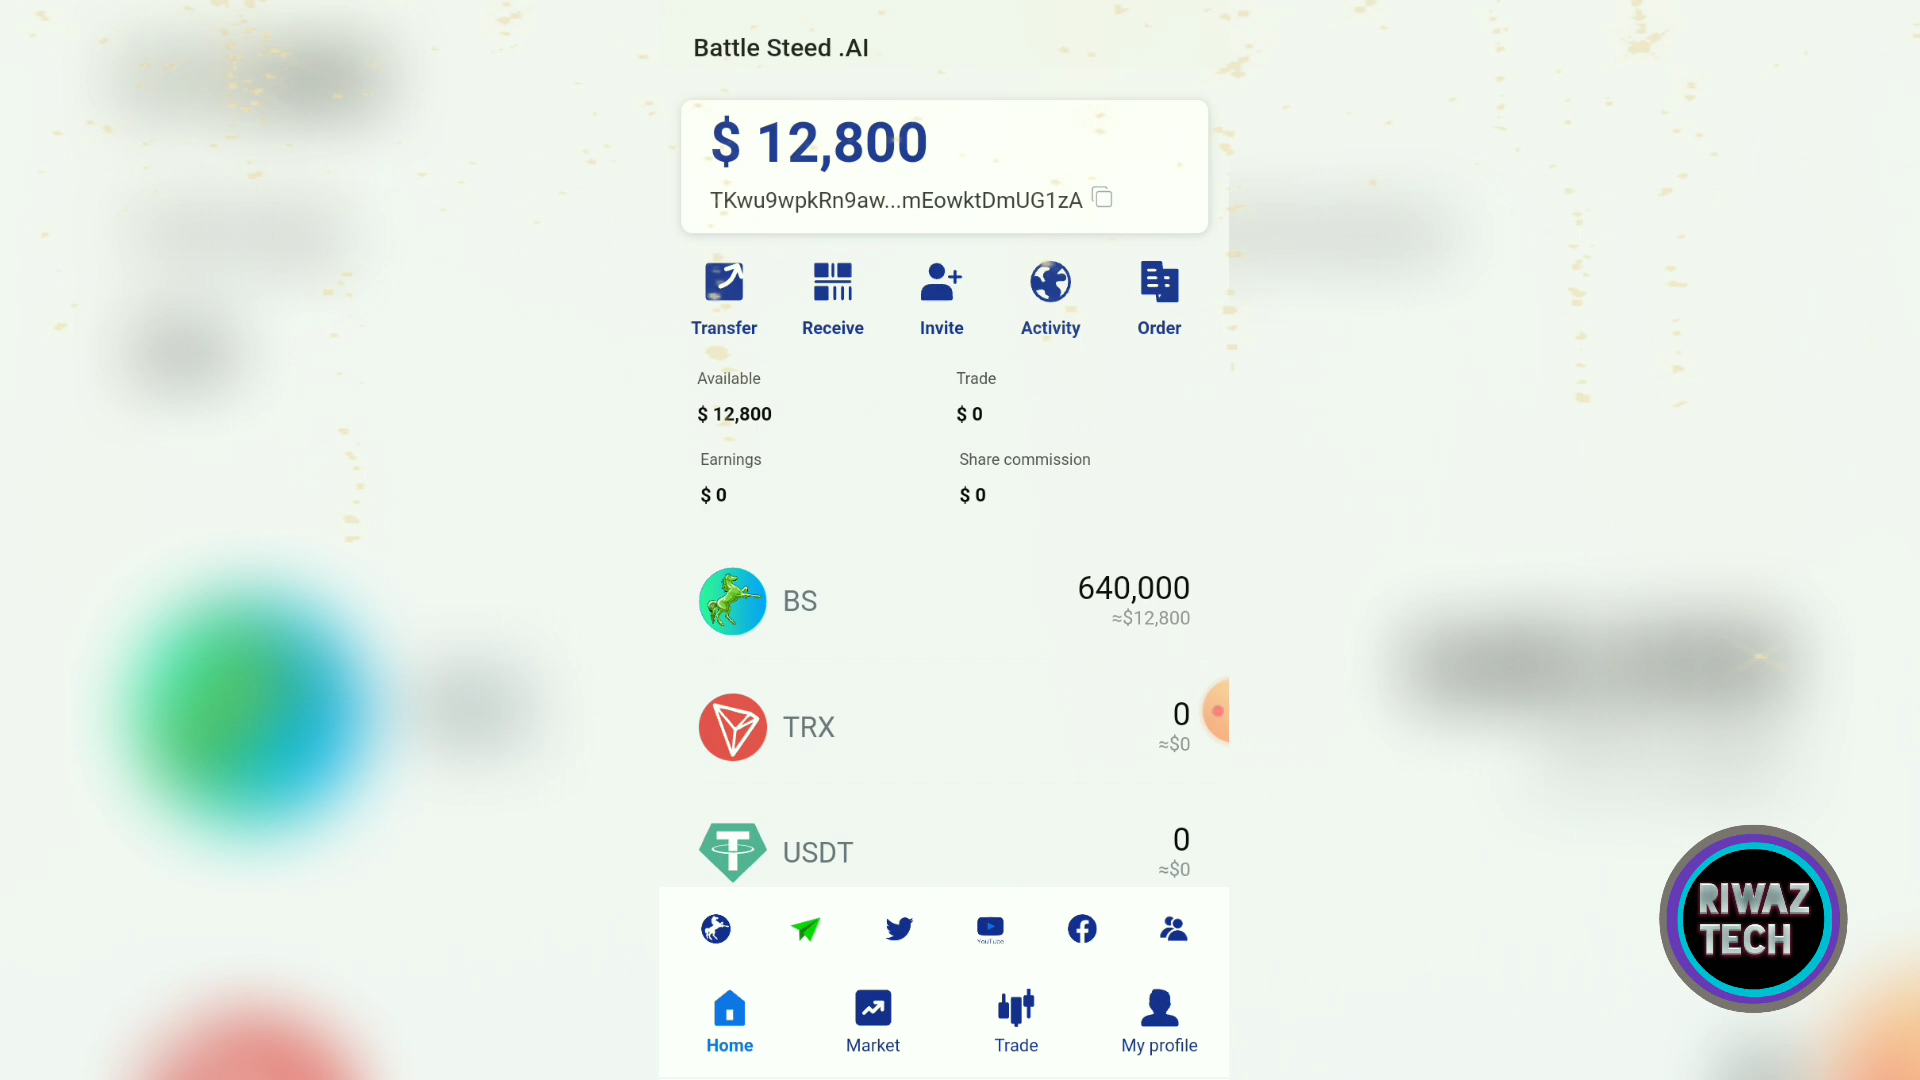 Battle Steed .AI
$ 12,800
TKwu9wpkRn9aw...mEowktDmUG1zA
Transfer Receive Invite Activity Order
Available Trade
$ 12,800 $ 0
Earnings Share commission
$ 0 $ 0
BS 640,000
≈$12,800
TRX 0
≈$0
USDT 0
≈$0
YouTube
Home Market Trade My profile
RIWAZ
TECH